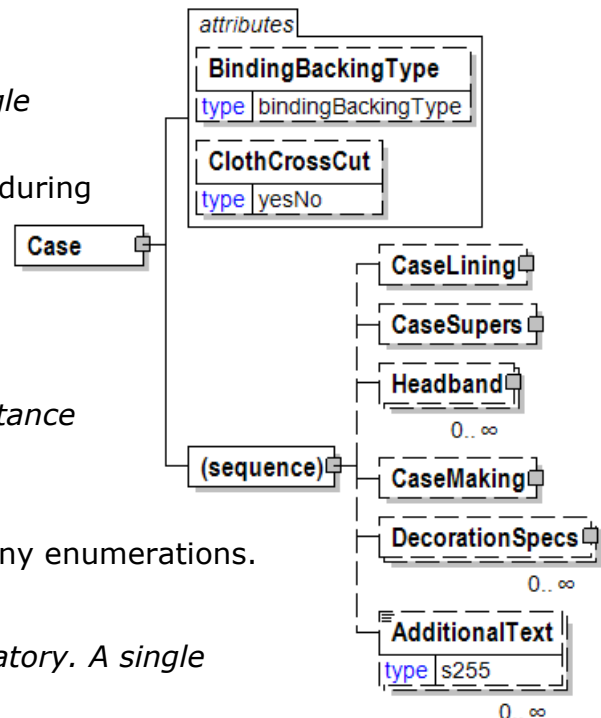 attributes
BindingBackingType
type bindingBackingType
during
ClothCrossCut
type yesNo
Case
CaseLining
CaseSupers
Headband
0.. ∞
(sequence)
CaseMaking
ny enumerations.
DecorationSpecs
0.. ∞
AdditionalText
A single
type s255
0.. ∞